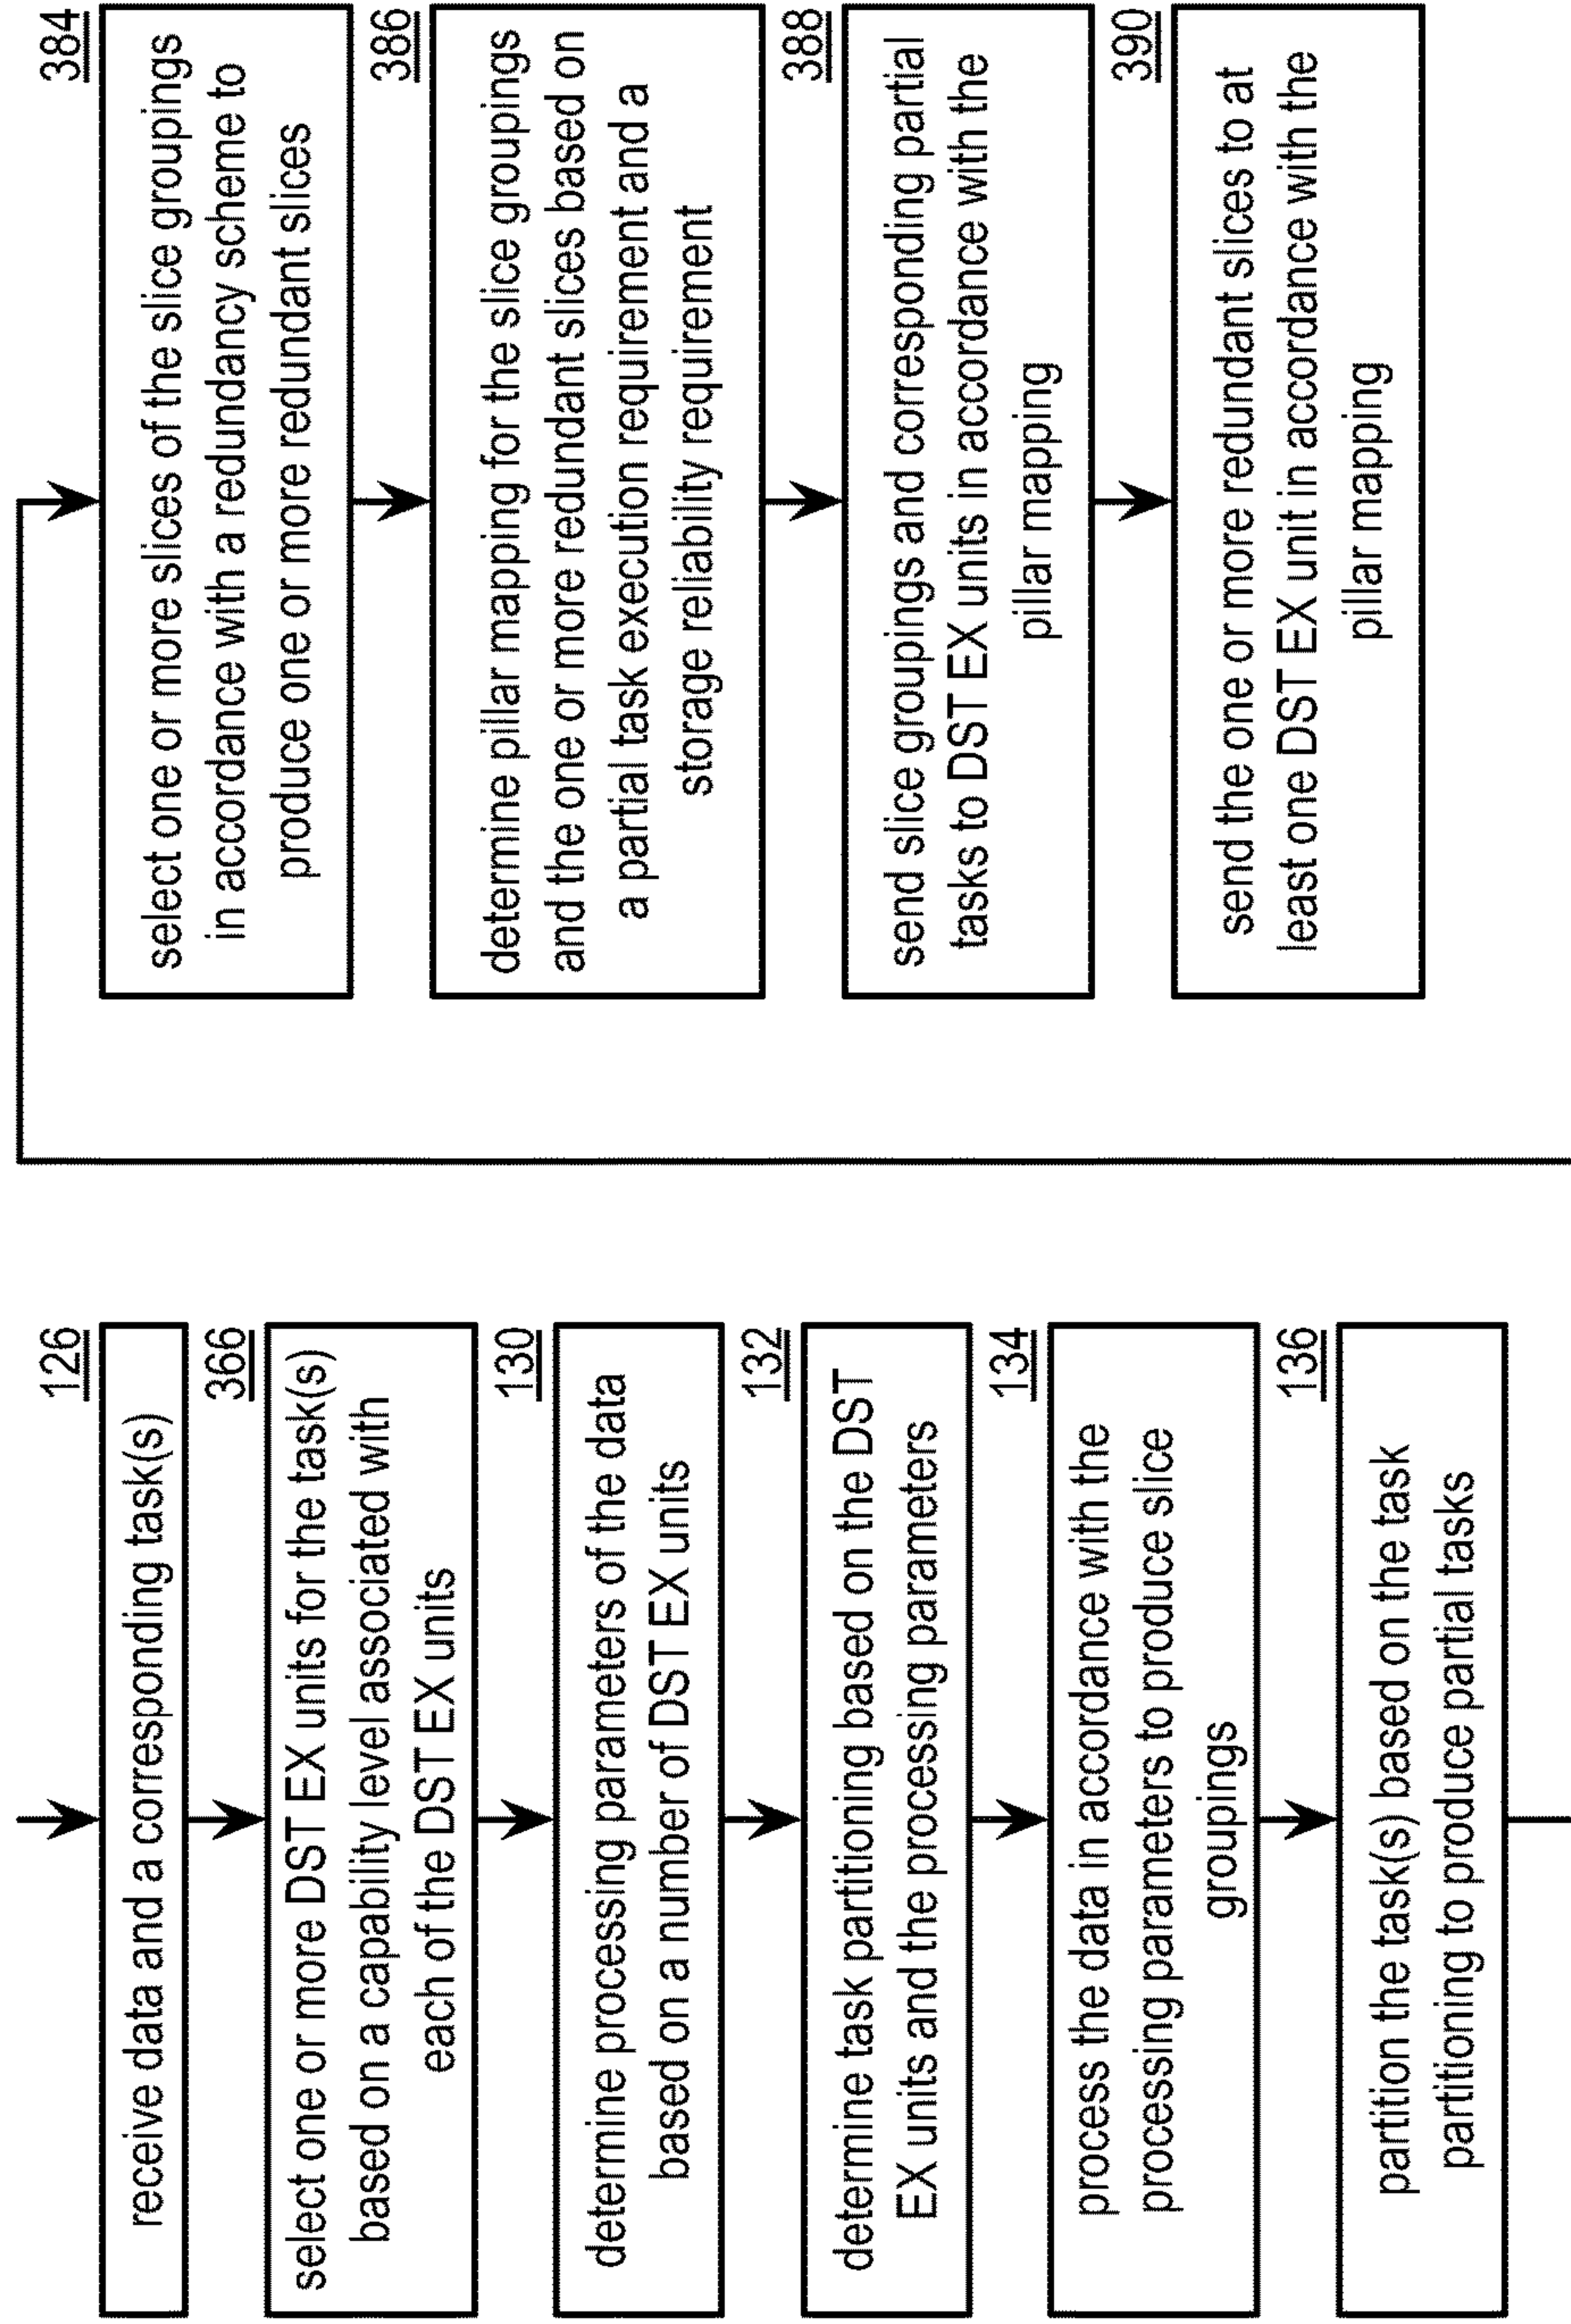 126
receive data and a corresponding task(s)
366
select one or more DST EX units for the task(s)
based on a capability level associated with
each of the DST EX units
130
determine processing parameters of the data
based on a number of DST EX units
132
determine task partitioning based on the DST
EX units and the processing parameters
134
process the data in accordance with the
processing parameters to produce slice
groupings
136
partition the task(s) based on the task
partitioning to produce partial tasks
384
select one or more slices of the slice groupings
in accordance with a redundancy scheme to
produce one or more redundant slices
386
determine pillar mapping for the slice groupings
and the one or more redundant slices based on
a partial task execution requirement and a
storage reliability requirement
388
send slice groupings and corresponding partial
tasks to DST EX units in accordance with the
pillar mapping
390
send the one or more redundant slices to at
least one DST EX unit in accordance with the
pillar mapping